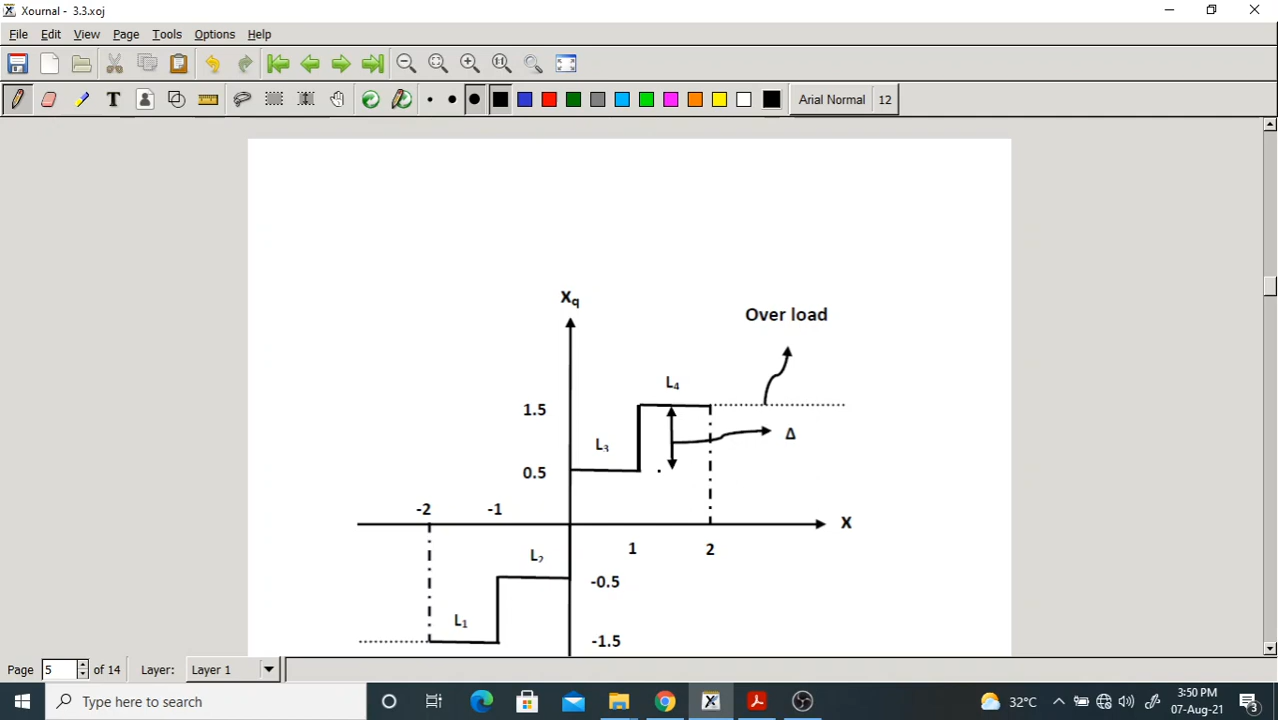 Xournal - 3.3.xoj
File Edit View Page Tools Options Help
T Arial Normal 12
Xq
Over load
L4
1.5
L3
Δ
0.5
-2 -1
X
1 2
L2
-0.5
L1
-1.5
Page 5 of 14 Layer: Layer 1
Type here to search
32°C
3:50 PM
07-Aug-21
3